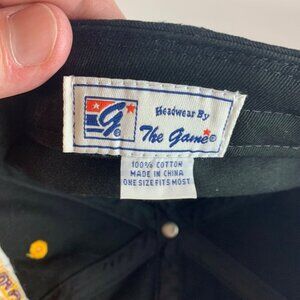 G®
Headwear By
The Game®
100% COTTON
MADE IN CHINA
ONE SIZE FITS MOST